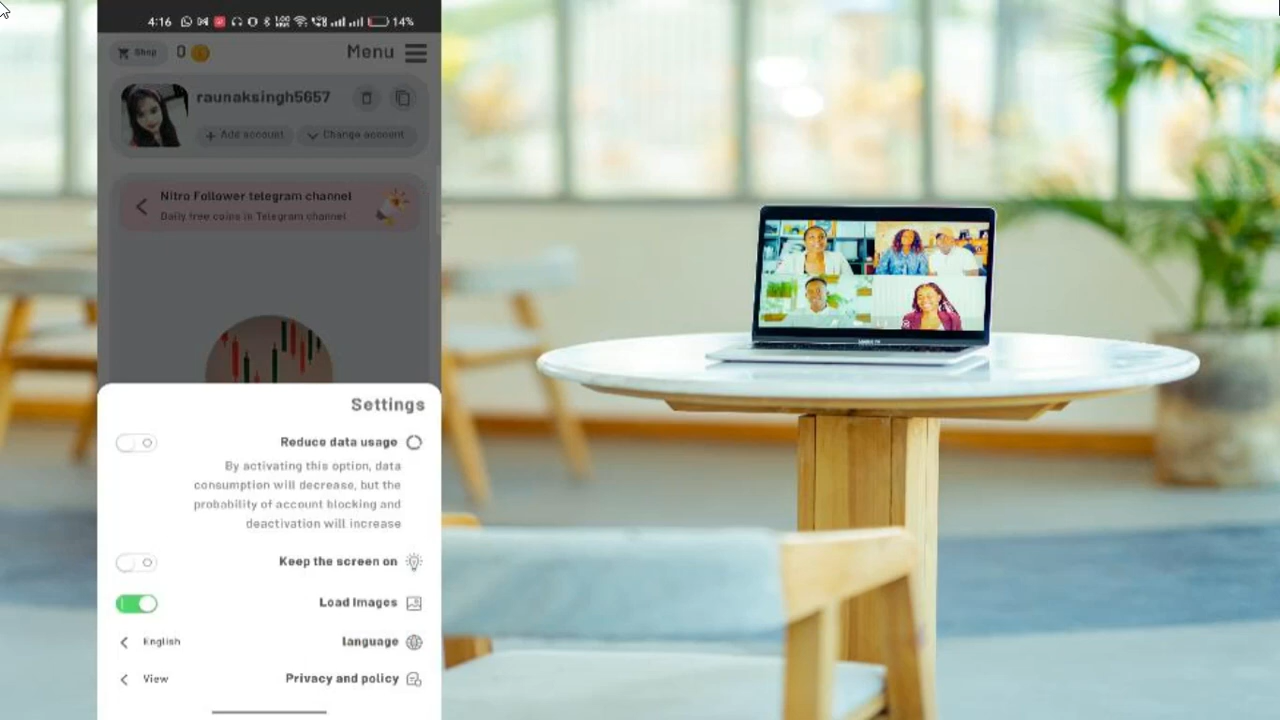 4:16
14%
Shop
0
Menu
raunaksingh5657
+ Add account
Change account
Nitro Follower telegram channel
Daily free coins in Telegram channel
Settings
Reduce data usage
By activating this option, data
consumption will decrease, but the
probability of account blocking and
deactivation will increase
Keep the screen on
Load Images
English
language
View
Privacy and policy